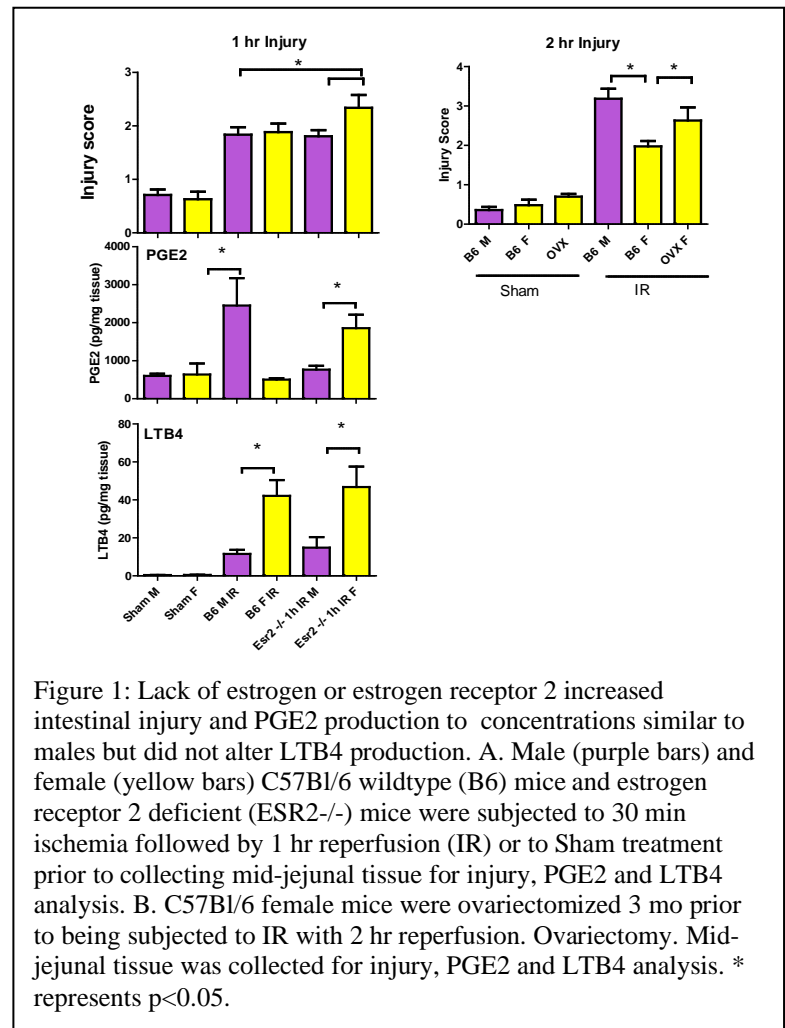 1 hr Injury
*
3
2
1
0
Injury score
PGE2
*
*
4000
3000
2000
1000
0
PGE2 (pg/mg tissue)
LTB4
*
*
80
60
40
20
0
LTB4 (pg/mg tissue)
Sham M
Sham F
B6 M IR
B6 F IR
Esr2 -/- 1h IR M
Esr2 -/- 1h IR F
2 hr Injury
*
*
4
3
2
1
0
Injury Score
B6 M
B6 F
OVX
B6 M
B6 F
OVX F
Sham
IR
Figure 1: Lack of estrogen or estrogen receptor 2 increased
intestinal injury and PGE2 production to concentrations similar to
males but did not alter LTB4 production. A. Male (purple bars) and
female (yellow bars) C57Bl/6 wildtype (B6) mice and estrogen
receptor 2 deficient (ESR2-/-) mice were subjected to 30 min
ischemia followed by 1 hr reperfusion (IR) or to Sham treatment
prior to collecting mid-jejunal tissue for injury, PGE2 and LTB4
analysis. B. C57Bl/6 female mice were ovariectomized 3 mo prior
to being subjected to IR with 2 hr reperfusion. Ovariectomy. Mid-
jejunal tissue was collected for injury, PGE2 and LTB4 analysis. *
represents p<0.05.